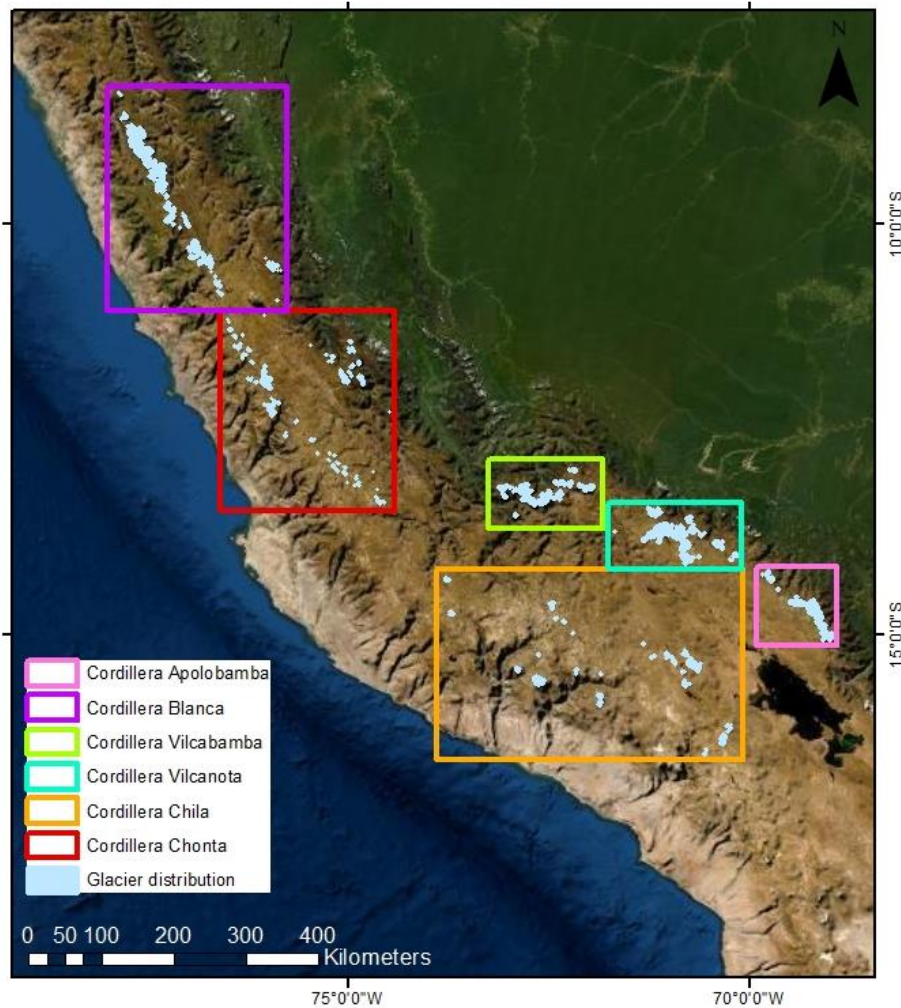 N
10°0'0"S
15°0'0"S
Cordillera Apolobamba
Cordillera Blanca
Cordillera Vilcabamba
Cordillera Vilcanota
Cordillera Chila
Cordillera Chonta
Glacier distribution
0 50 100 200 300 400
Kilometers
75°0'0"W 70°0'0"W